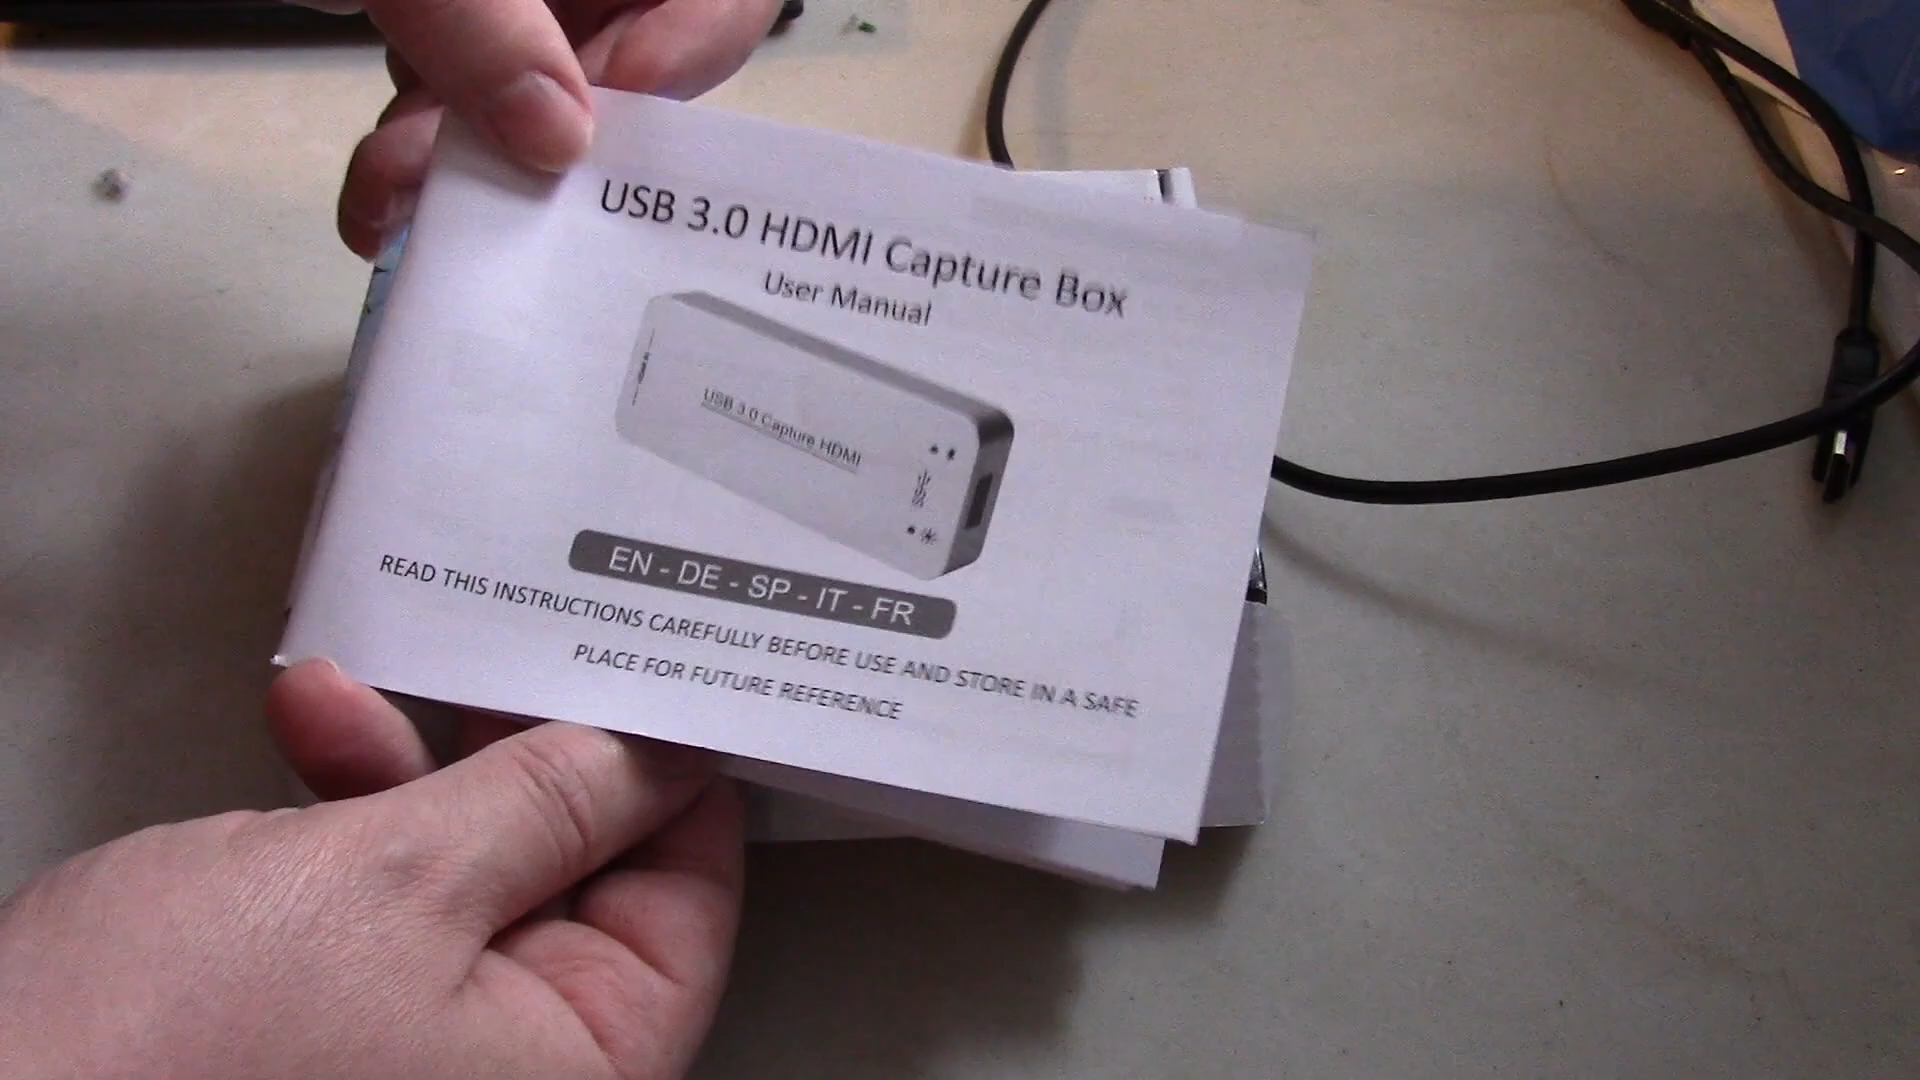 USB 3.0 HDMI Capture Box
User Manual
USB 3.0 Capture HDMI
EN - DE - SP - IT - FR
READ THIS INSTRUCTIONS CAREFULLY BEFORE USE AND STORE IN A SAFE
PLACE FOR FUTURE REFERENCE